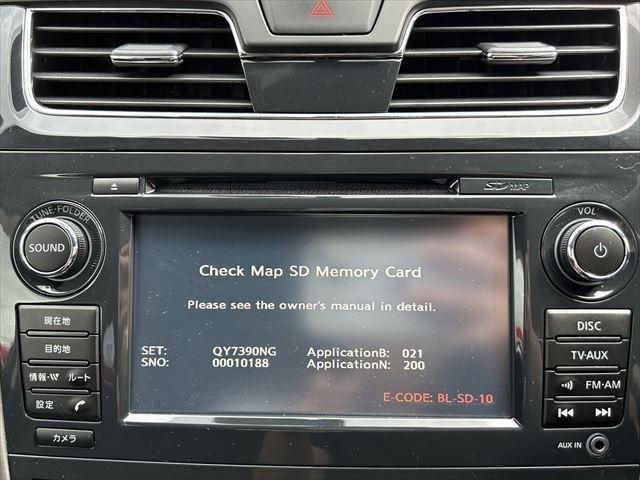 SD MAP
TUNE·FOLDER
SOUND
VOL
Check Map SD Memory Card
Please see the owner's manual in detail.
SET: QY7390NG ApplicationB: 021
SNO: 00010188 ApplicationN: 200
E-CODE: BL-SD-10
現在地
目的地
情報·VV ルート
設定
カメラ
DISC
TV·AUX
FM·AM
AUX IN